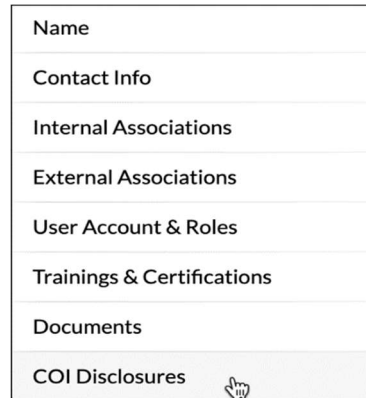 Name
Contact Info
Internal Associations
External Associations
User Account & Roles
Trainings & Certifications
Documents
COI Disclosures